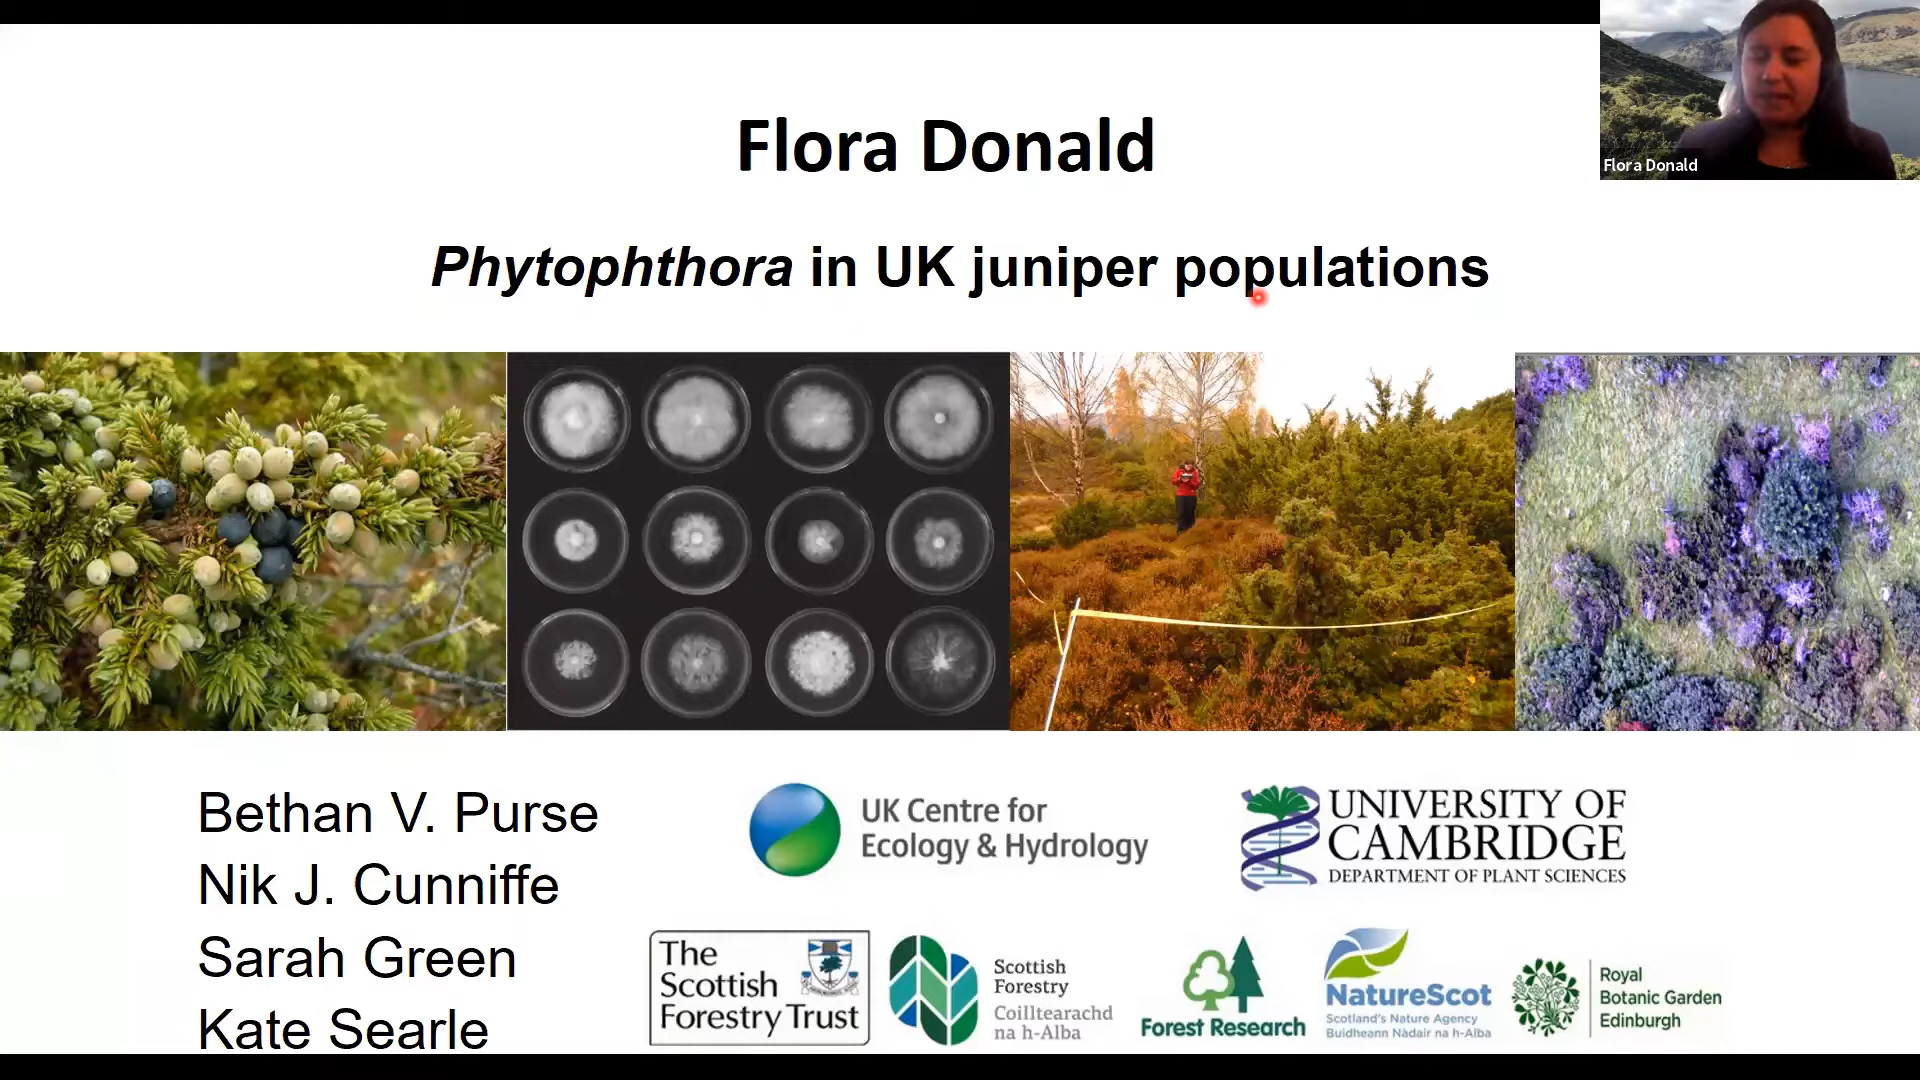 Flora Donald
Flora Donald
Phytophthora in UK juniper populations
Bethan V. Purse
Nik J. Cunniffe
Sarah Green
Kate Searle
UK Centre for
Ecology & Hydrology
UNIVERSITY OF
CAMBRIDGE
DEPARTMENT OF PLANT SCIENCES
The
Scottish
Forestry Trust
Scottish
Forestry
Coilltearachd
na h-Alba
Forest Research
NatureScot
Scotland's Nature Agency
Buidheann Nàdair na h-Alba
Royal
Botanic Garden
Edinburgh